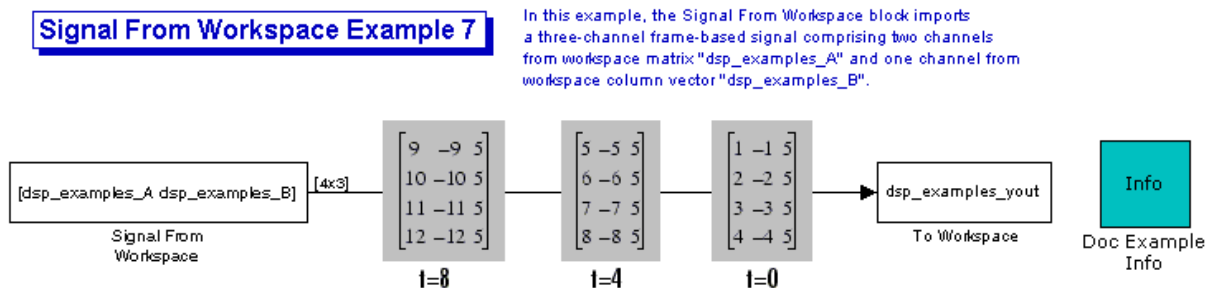 Signal From Workspace Example 7
In this example, the Signal From Workspace block imports
a three-channel frame-based signal comprising two channels
from workspace matrix "dsp_examples_A" and one channel from
workspace column vector "dsp_examples_B".
[dsp_examples_A dsp_examples_B]
Signal From
Workspace
[4x3]
9 –9 5
10 –10 5
11 –11 5
12 –12 5
t=8
5 –5 5
6 –6 5
7 –7 5
8 –8 5
t=4
1 –1 5
2 –2 5
3 –3 5
4 –4 5
t=0
dsp_examples_yout
To Workspace
Info
Doc Example
Info